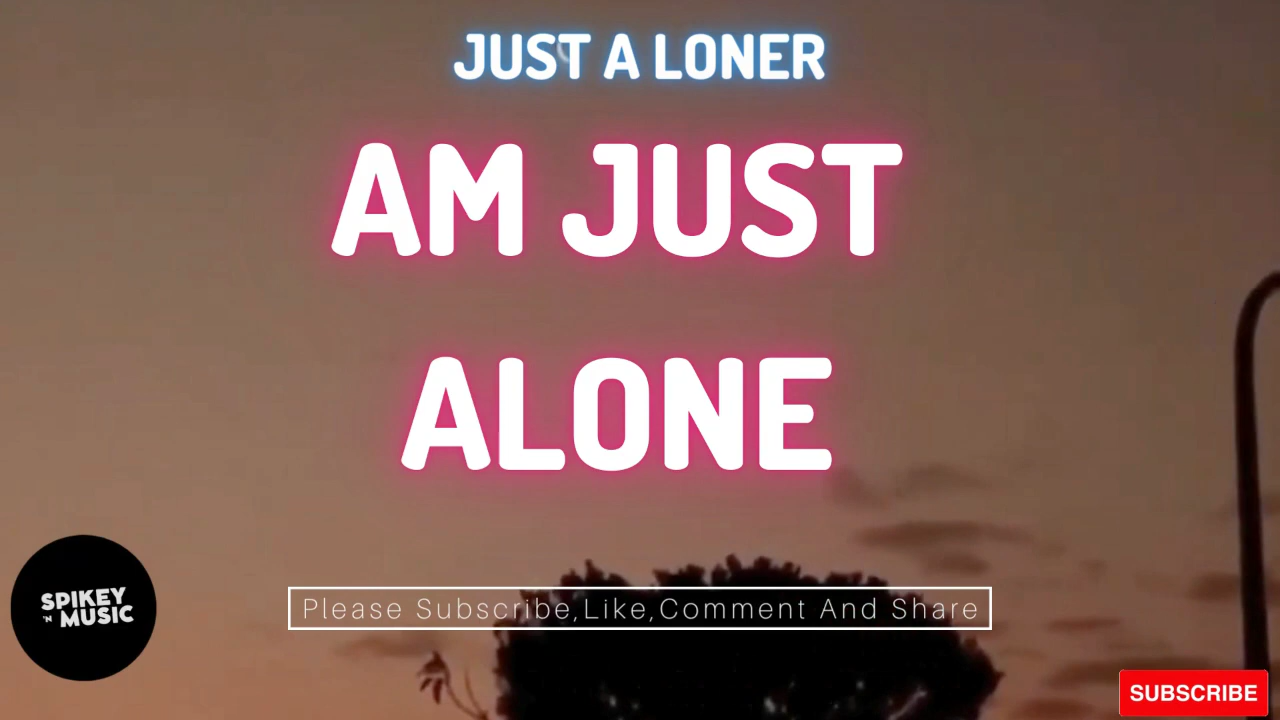 JUST A LONER
AM JUST
ALONE
SPIKEY
'N MUSIC
Please Subscribe,Like,Comment And Share
SUBSCRIBE